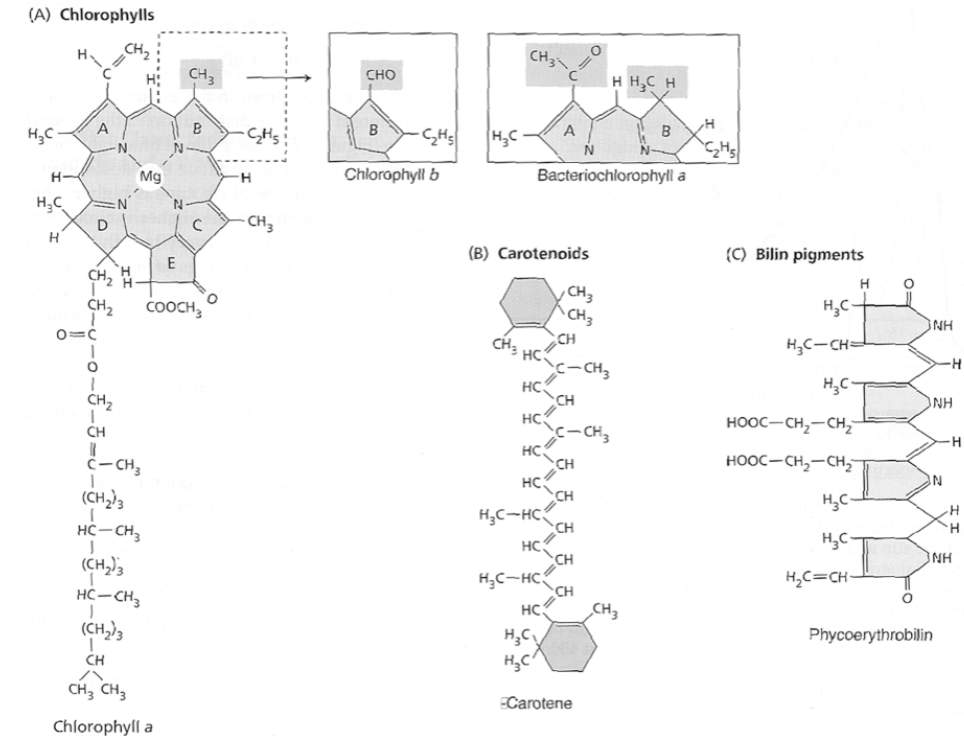 (A) Chlorophylls
H
CH2
C
H
CH3
H3C
A
B
C2H5
N
N
H
Mg
H
N
N
H3C
D
C
CH3
H
E
CH2
H
H
O
CH2
COOCH3
O=C
O
CH2
CH
C-CH3
(CH2)3
HC-CH3
(CH2)3
HC-CH3
(CH2)3
CH
CH3 CH3
Chlorophyll a
CHO
B
C2H5
Chlorophyll b
CH3
O
C
H
H3C H
H3C
A
B
H
N
N
C2H5
Bacteriochlorophyll a
(B) Carotenoids
CH3
CH3
CH3
CH
HC
C-CH3
HC
CH
HC
C-CH3
HC
CH
HC
CH
H3C-HC
CH
HC
CH
H3C-HC
CH
HC
CH3
H3C
H3C
-Carotene
(C) Bilin pigments
H
O
H3C
NH
H3C-CH
H
H3C
NH
HOOC-CH2-CH2
H
HOOC-CH2-CH2
N
H3C
H
H
H3C
NH
H2C=CH
O
Phycoerythrobilin